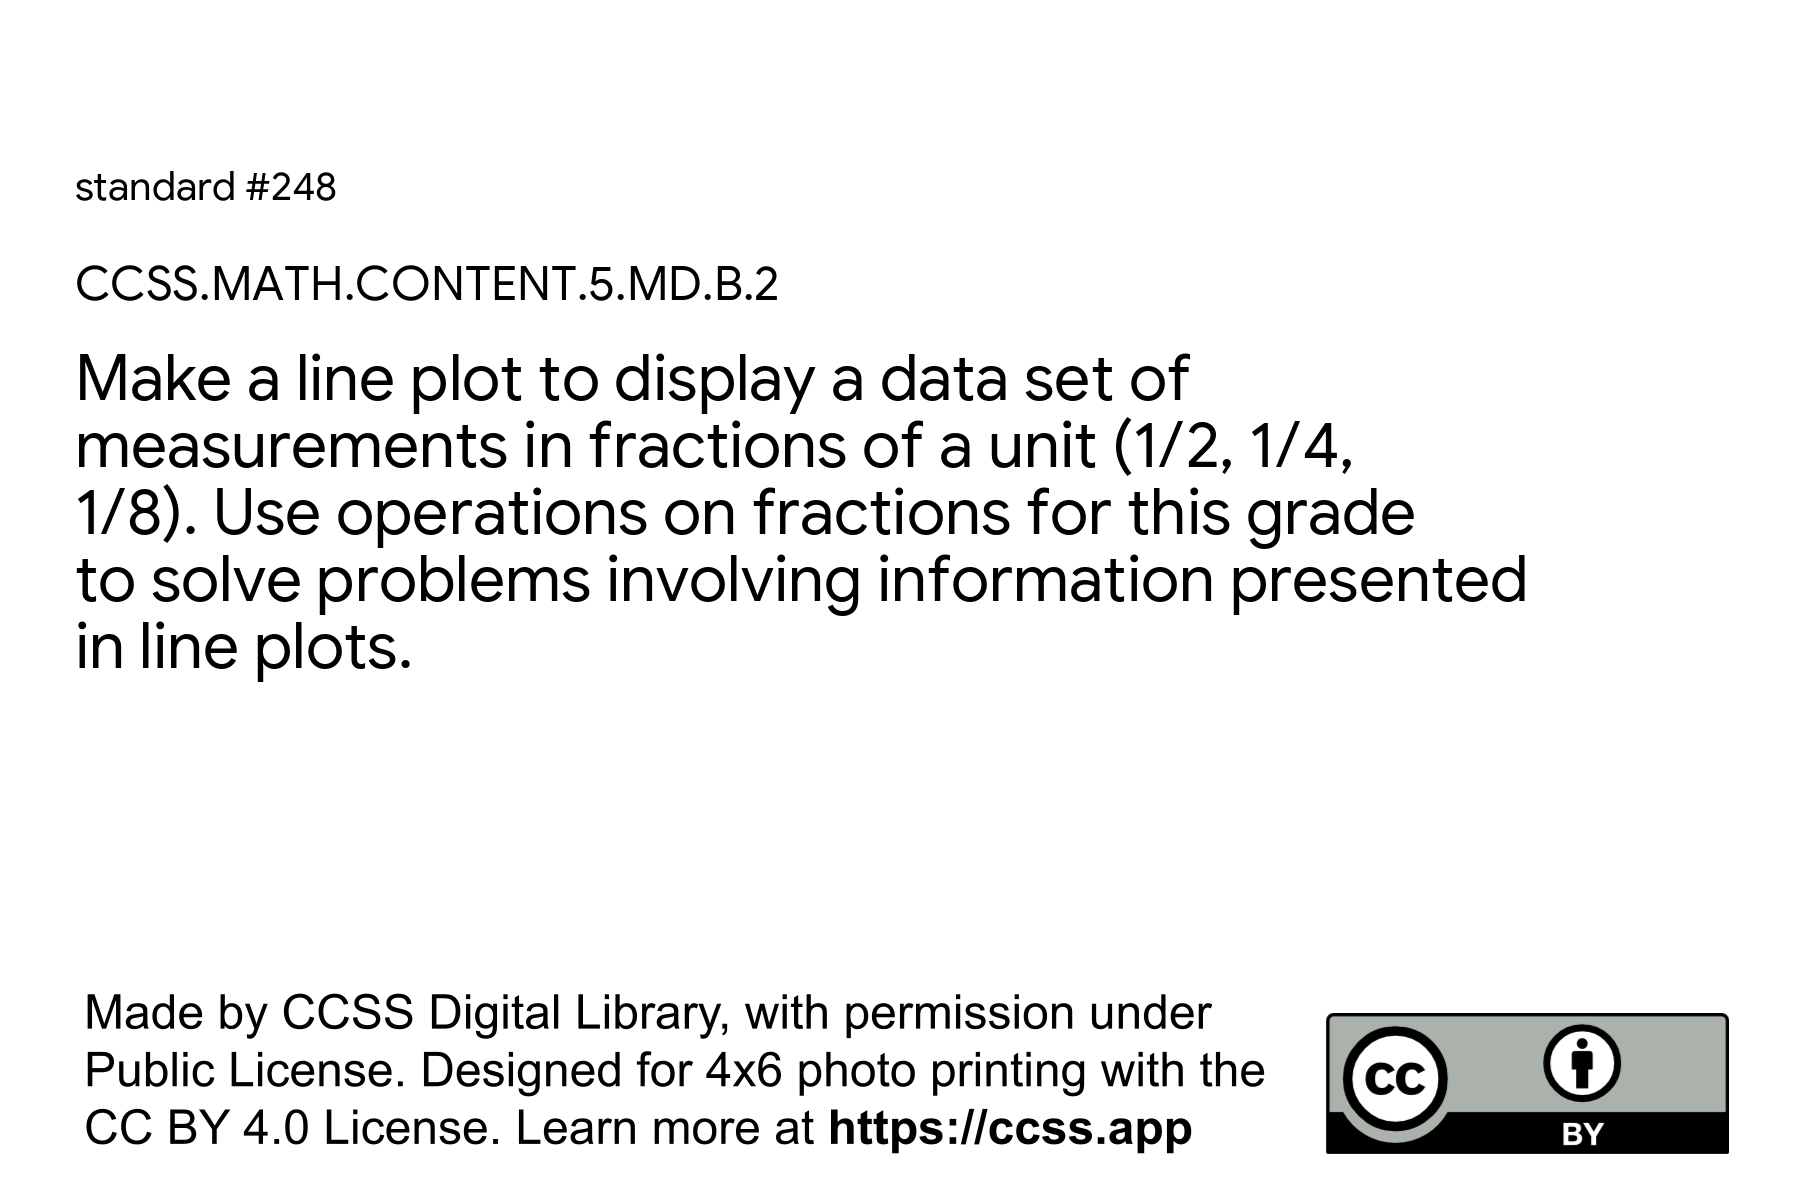 standard #248
CCSS.MATH.CONTENT.5.MD.B.2
Make a line plot to display a data set of
measurements in fractions of a unit (1/2, 1/4,
1/8). Use operations on fractions for this grade
to solve problems involving information presented
in line plots.
Made by CCSS Digital Library, with permission under
Public License. Designed for 4x6 photo printing with the
CC BY 4.0 License. Learn more at https://ccss.app
CC
BY